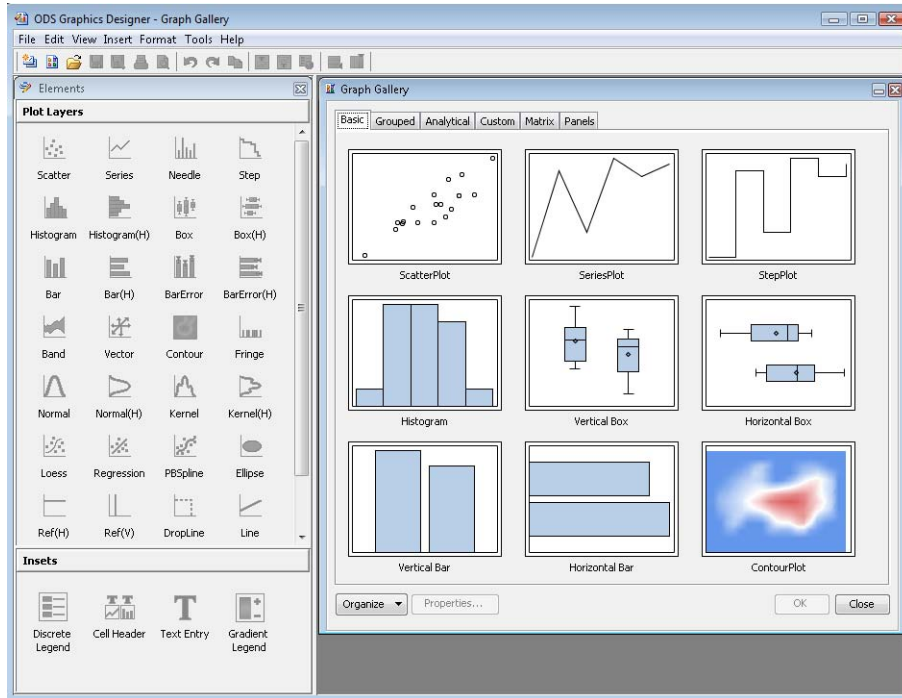 ODS Graphics Designer - Graph Gallery
File Edit View Insert Format Tools Help
Elements
Plot Layers
Scatter Series Needle Step
Histogram Histogram(H) Box Box(H)
Bar Bar(H) BarError BarError(H)
Band Vector Contour Fringe
Normal Normal(H) Kernel Kernel(H)
Loess Regression PBSpline Ellipse
Ref(H) Ref(V) DropLine Line
Insets
Discrete Legend Cell Header Text Entry Gradient Legend
Graph Gallery
Basic Grouped Analytical Custom Matrix Panels
ScatterPlot SeriesPlot StepPlot
Histogram Vertical Box Horizontal Box
Vertical Bar Horizontal Bar ContourPlot
Organize Properties... OK Close